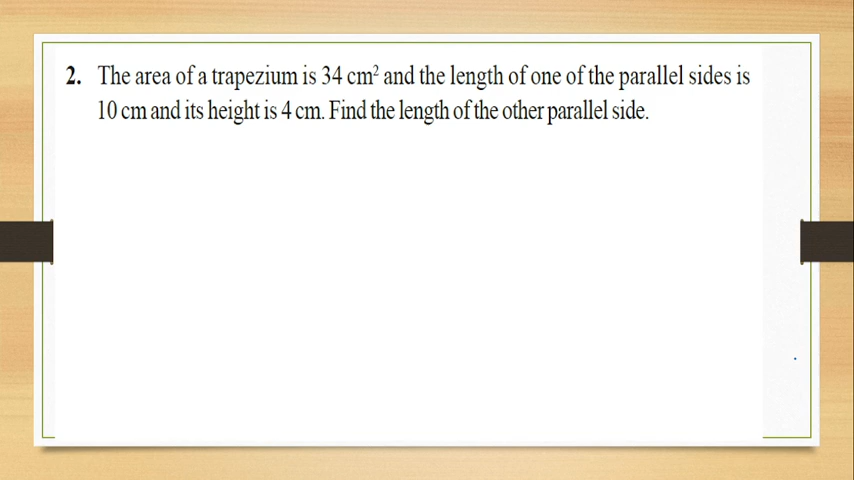 2. The area of a trapezium is 34 cm² and the length of one of the parallel sides is
10 cm and its height is 4 cm. Find the length of the other parallel side.